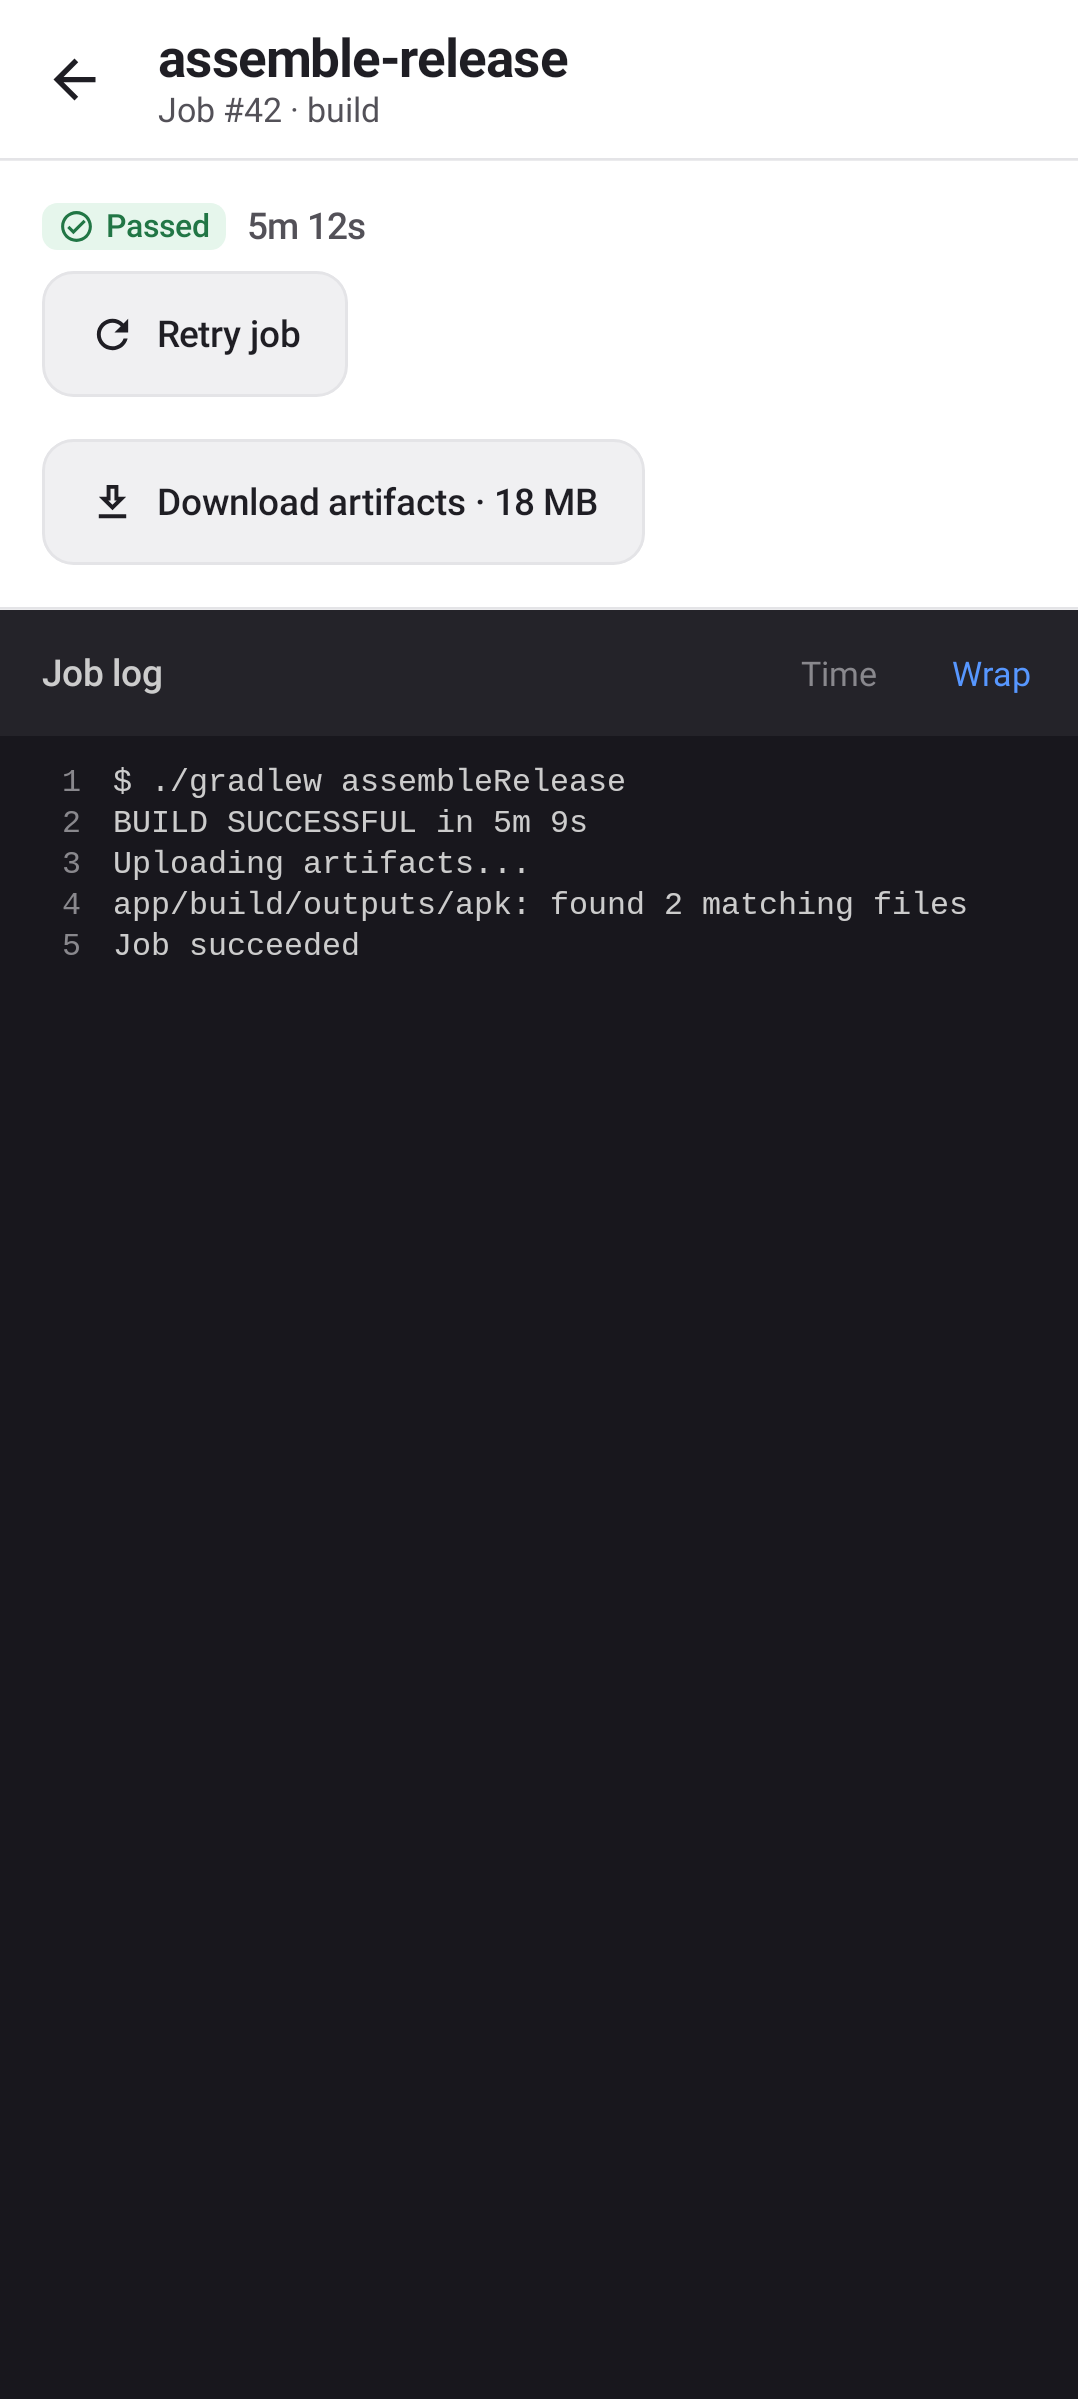 assemble-release
Job #42 · build
Passed 5m 12s
Retry job
Download artifacts · 18 MB
Job log Time Wrap
1 $ ./gradlew assembleRelease
2 BUILD SUCCESSFUL in 5m 9s
3 Uploading artifacts...
4 app/build/outputs/apk: found 2 matching files
5 Job succeeded